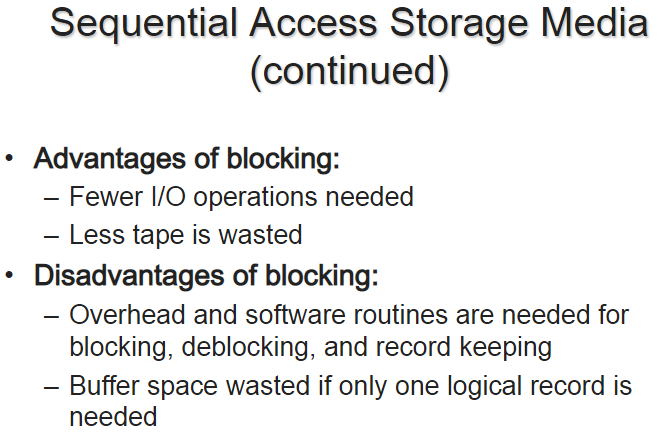 Sequential Access Storage Media
(continued)
• Advantages of blocking:
– Fewer I/O operations needed
– Less tape is wasted
• Disadvantages of blocking:
– Overhead and software routines are needed for
blocking, deblocking, and record keeping
– Buffer space wasted if only one logical record is
needed